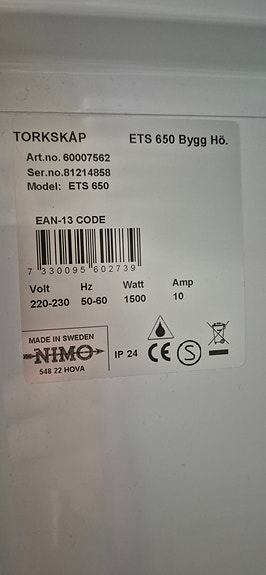 TORKSKÅP ETS 650 Bygg Hö.
Art.no. 60007562
Ser.no.81214858
Model: ETS 650
EAN-13 CODE
7 330095 602739
Volt Hz Watt Amp
220-230 50-60 1500 10
MADE IN SWEDEN
NIMO
548 22 HOVA
IP 24 CE S